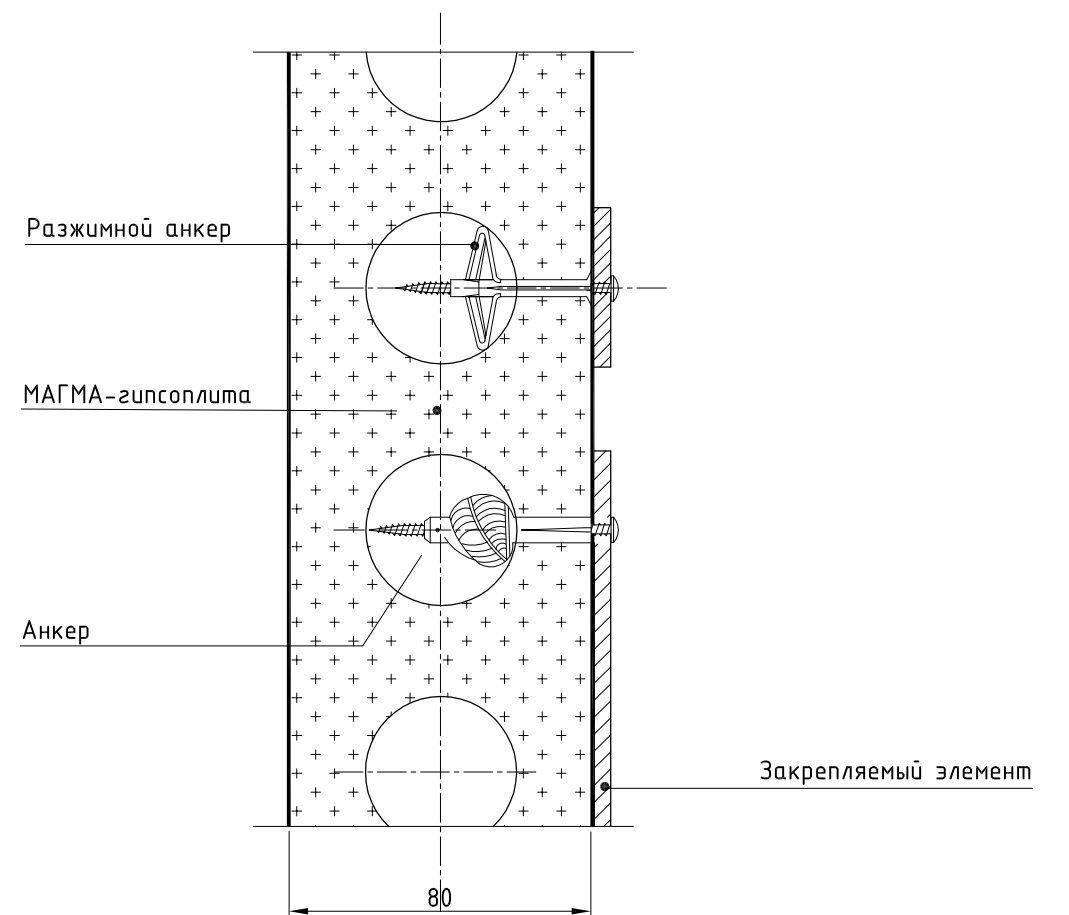 Разжимной анкер
МАГМА-гипсоплита
Анкер
Закрепляемый элемент
80